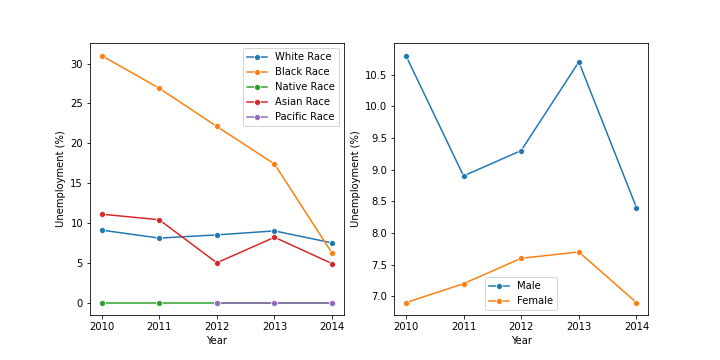 White Race
Black Race
Native Race
Asian Race
Pacific Race
30
25
20
15
10
5
0
Unemployment (%)
2010 2011 2012 2013 2014
Year
10.5
10.0
9.5
9.0
8.5
8.0
7.5
7.0
Unemployment (%)
Male
Female
2010 2011 2012 2013 2014
Year